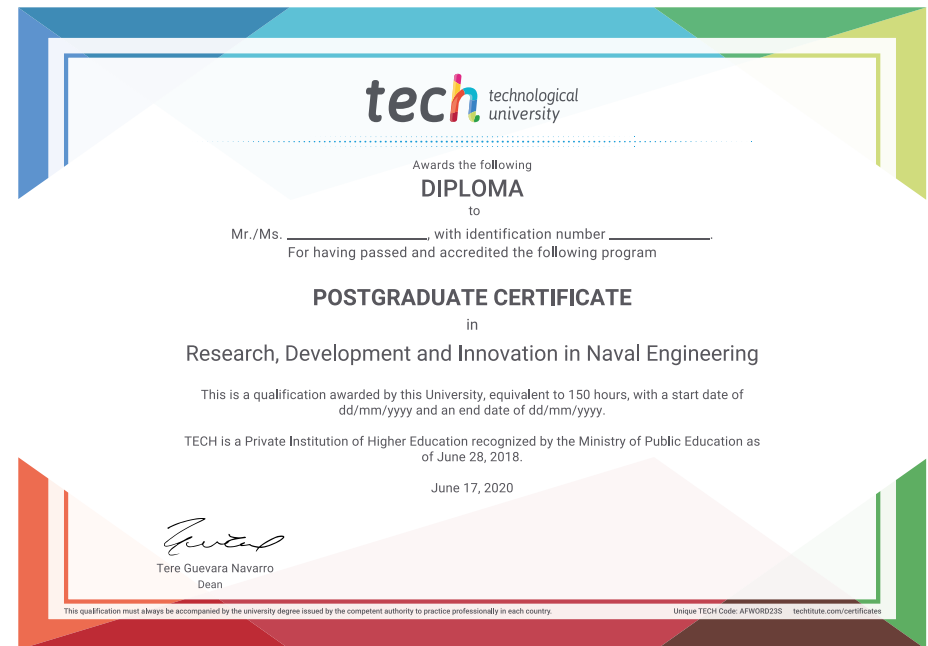 tech technological
university
Awards the following
DIPLOMA
to
Mr./Ms. ____________________, with identification number ______________.
For having passed and accredited the following program
POSTGRADUATE CERTIFICATE
in
Research, Development and Innovation in Naval Engineering
This is a qualification awarded by this University, equivalent to 150 hours, with a start date of
dd/mm/yyyy and an end date of dd/mm/yyyy.
TECH is a Private Institution of Higher Education recognized by the Ministry of Public Education as
of June 28, 2018.
June 17, 2020
Tere Guevara Navarro
Dean
This qualification must always be accompanied by the university degree issued by the competent authority to practice professionally in each country. Unique TECH Code: AFWORD23S techtitute.com/certificates